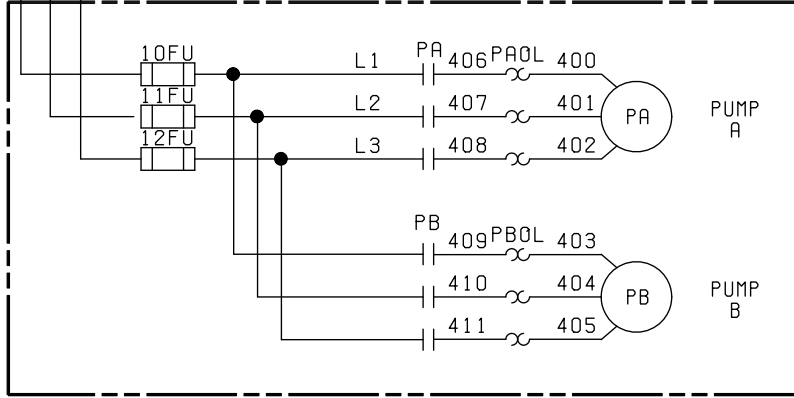 10FU
L1 PA 406 PAOL 400
11FU
L2 407 401 PA PUMP
A
12FU
L3 408 402
PB 409 PBOL 403
410 404 PB PUMP
B
411 405